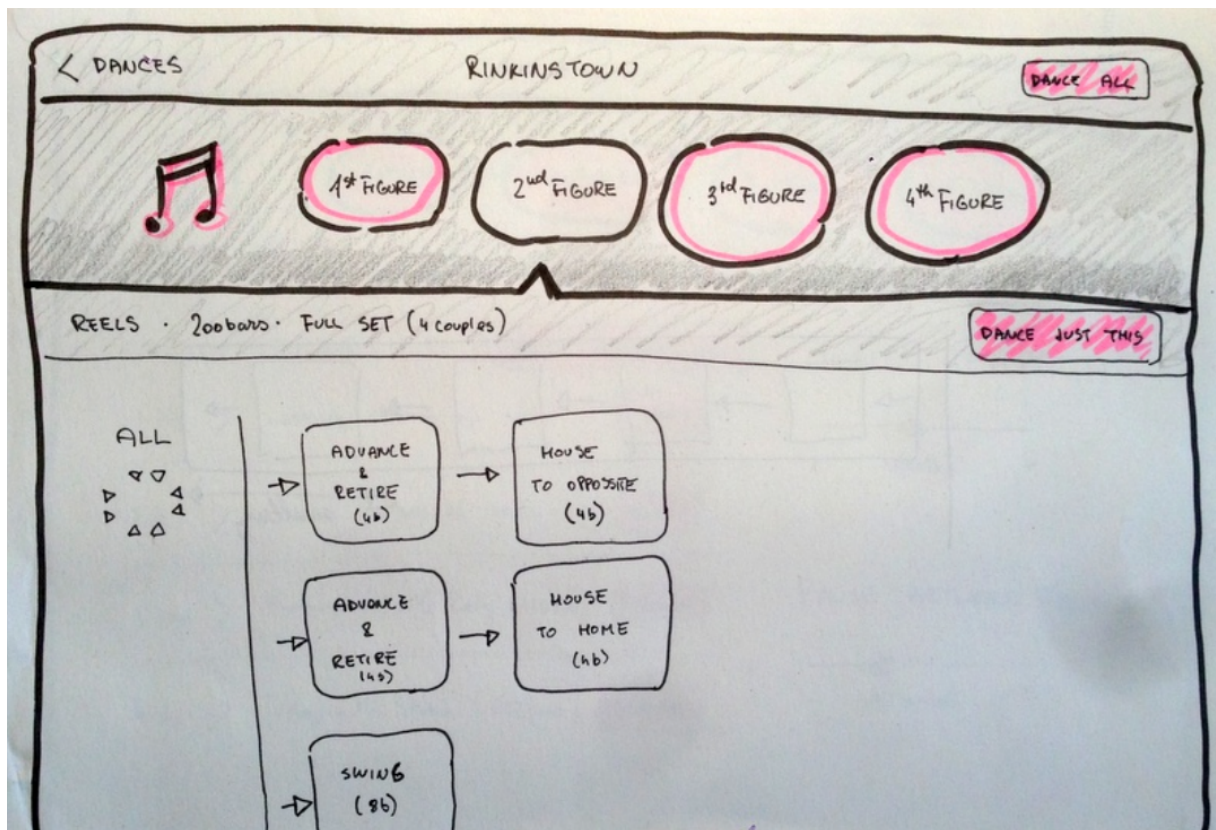 < DANCES
RINKINSTOWN
DANCE ALL
1st FIGURE
2nd FIGURE
3rd FIGURE
4th FIGURE
REELS · 200bars · FULL SET (4 couples)
DANCE JUST THIS
ALL
ADVANCE
&
RETIRE
(4b)
HOUSE
TO OPPOSITE
(4b)
ADVANCE
&
RETIRE
(4b)
HOUSE
TO HOME
(4b)
SWING
(8b)